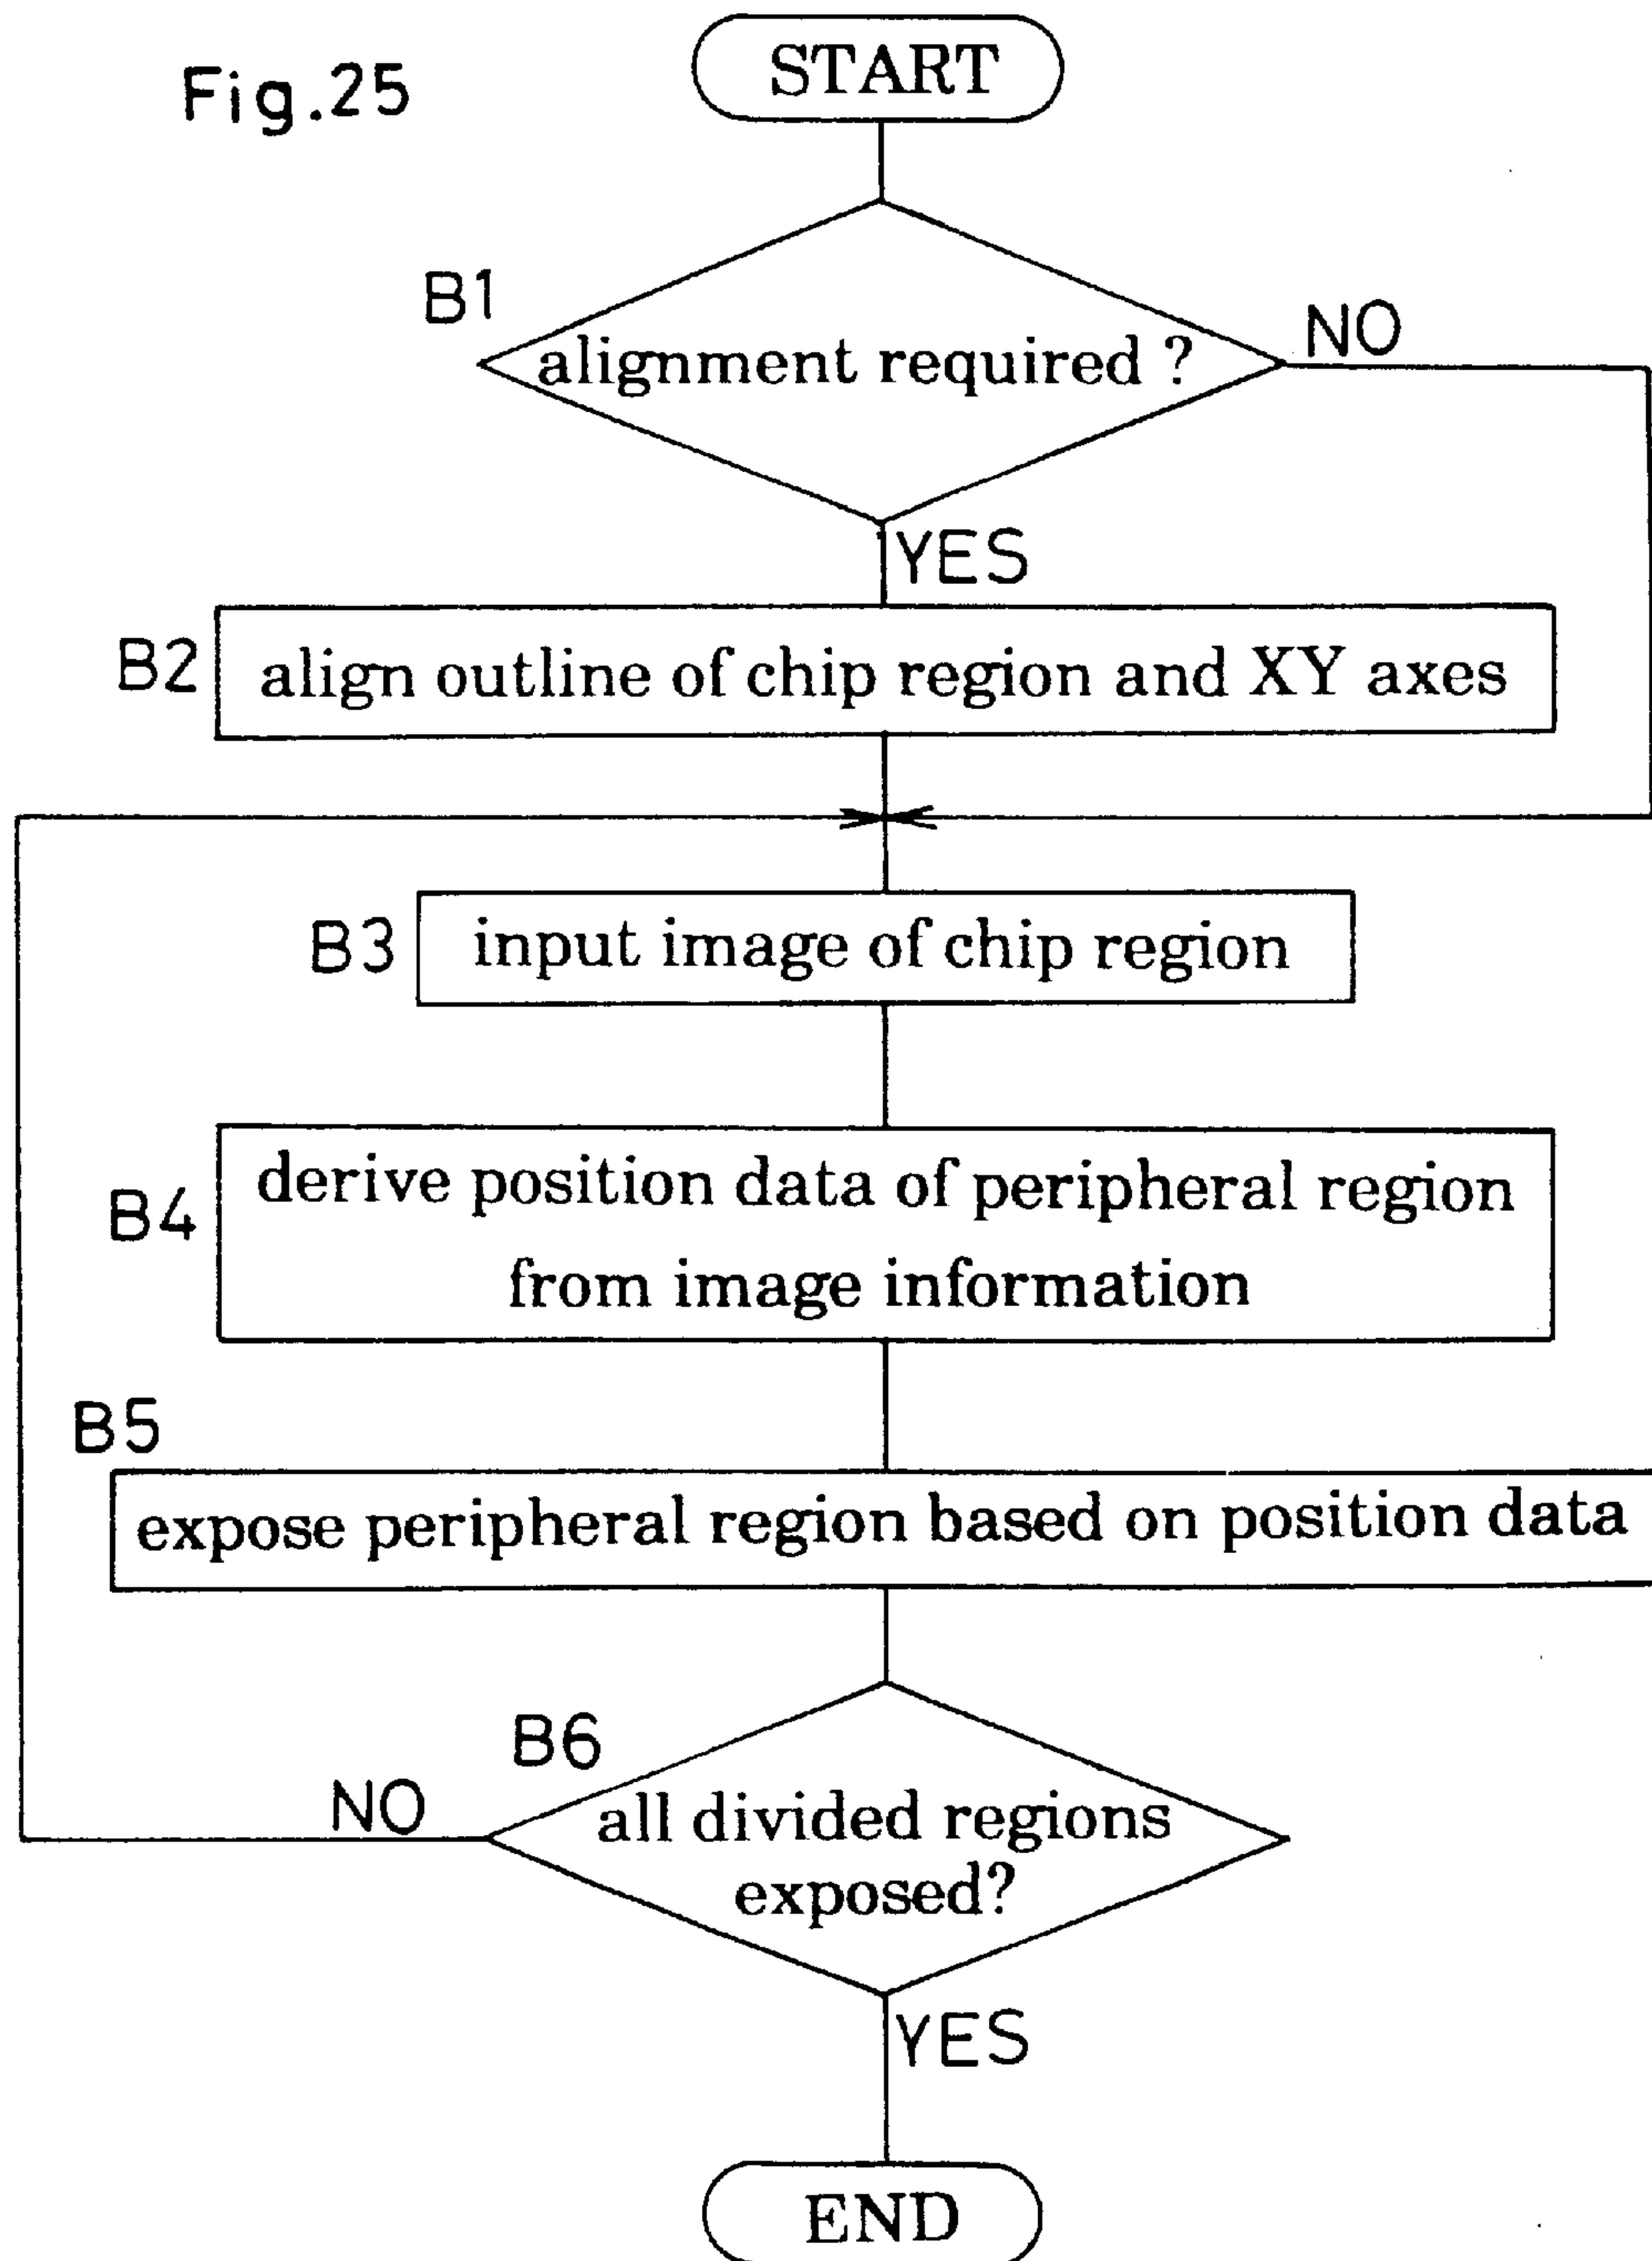 Fig.25
START
B1
alignment required ?
NO
YES
B2
align outline of chip region and XY axes
B3
input image of chip region
B4
derive position data of peripheral region
from image information
B5
expose peripheral region based on position data
B6
all divided regions
exposed?
NO
YES
END